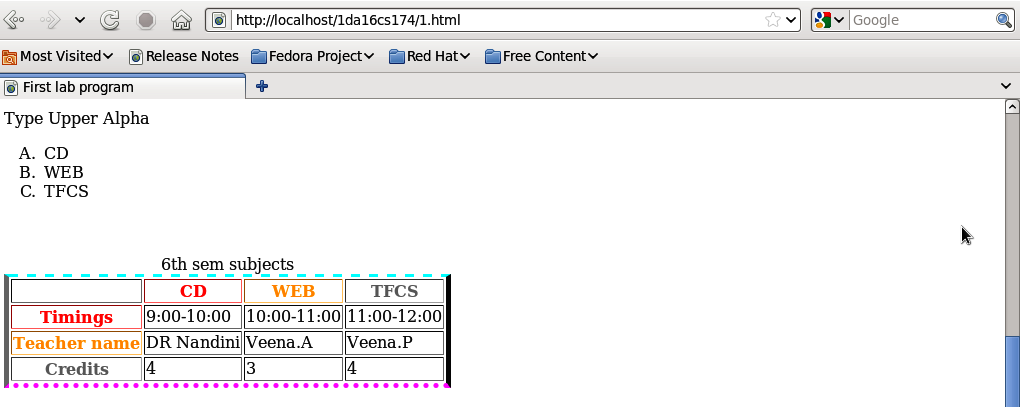 http://localhost/1da16cs174/1.html Google
Most Visited Release Notes Fedora Project Red Hat Free Content
First lab program
Type Upper Alpha
A. CD
B. WEB
C. TFCS
6th sem subjects
CD WEB TFCS
Timings 9:00-10:00 10:00-11:00 11:00-12:00
Teacher name DR Nandini Veena.A Veena.P
Credits 4 3 4